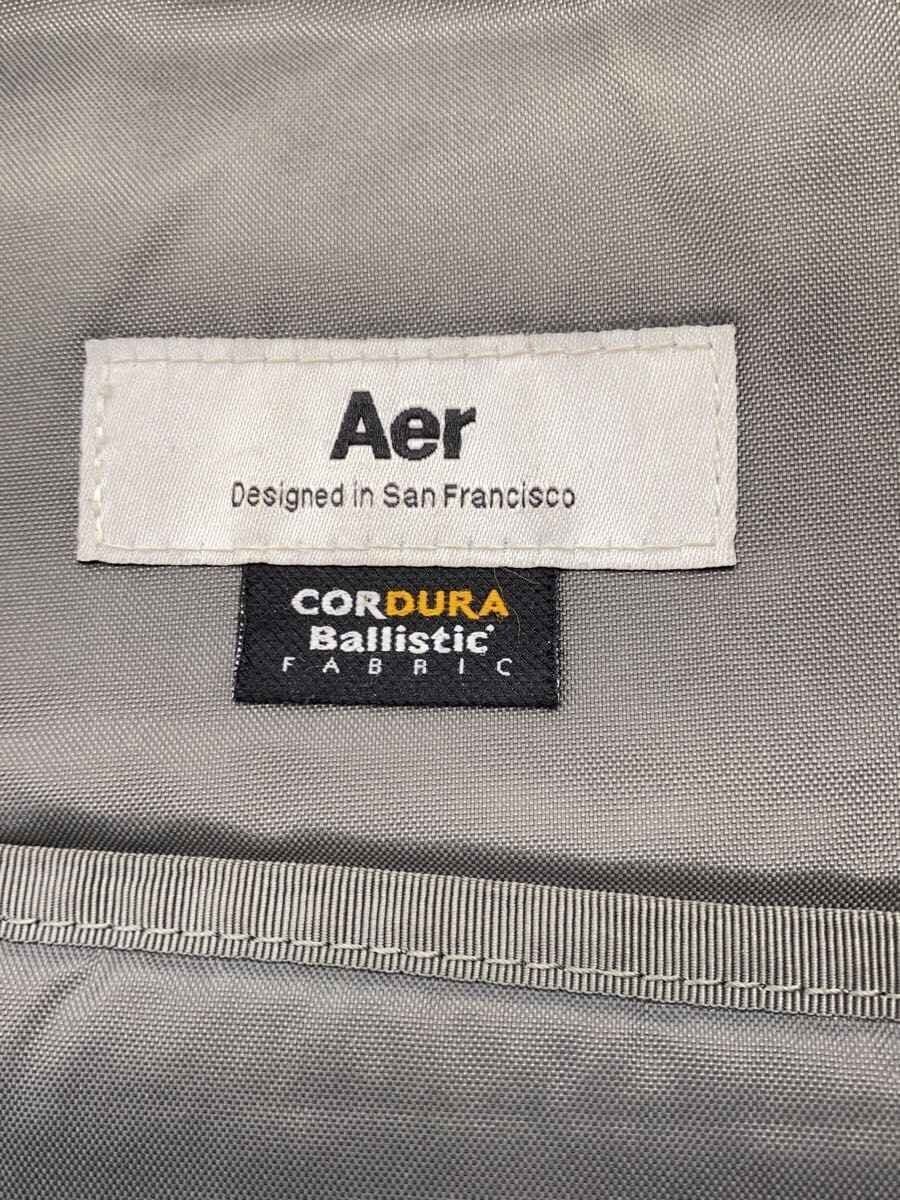 Aer
Designed in San Francisco
CORDURA
Ballistic
FABRIC